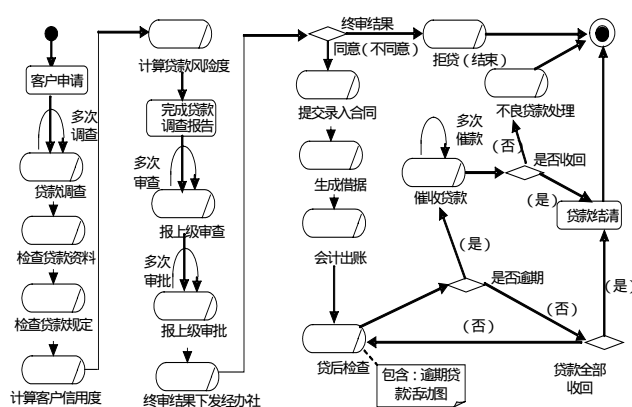 客户申请
多次
调查
贷款调查
检查贷款资料
检查贷款规定
计算客户信用度
计算贷款风险度
完成贷款
调查报告
多次
审查
报上级审查
多次
审批
报上级审批
终审结果下发经办社
终审结果
同意(不同意)
拒贷(结束)
提交录入合同
生成借据
会计出账
贷后检查
包含:逾期贷
款活动图
多次
催款
催收贷款
(是)
是否逾期
(否)
(否)
不良贷款处理
(否)
是否收回
(是)
贷款结清
(是)
贷款全部
收回